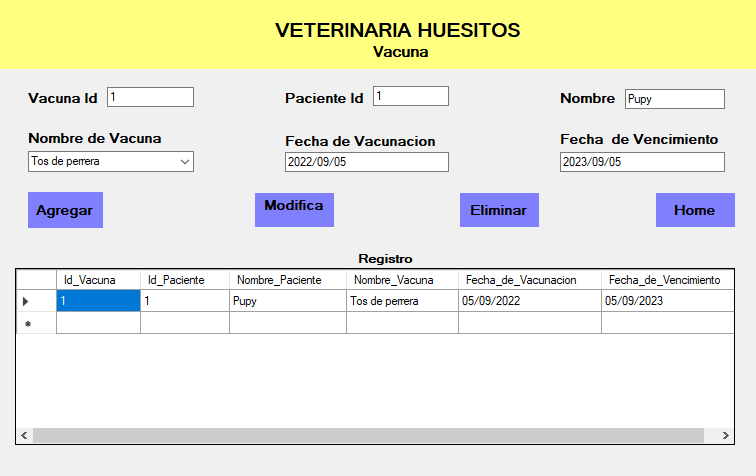 VETERINARIA HUESITOS
Vacuna
Vacuna Id 1 Paciente Id 1 Nombre Pupy
Nombre de Vacuna Fecha de Vacunacion Fecha de Vencimiento
Tos de perrera 2022/09/05 2023/09/05
Agregar Modifica Eliminar Home
Registro
Id_Vacuna Id_Paciente Nombre_Paciente Nombre_Vacuna Fecha_de_Vacunacion Fecha_de_Vencimiento
1 1 Pupy Tos de perrera 05/09/2022 05/09/2023